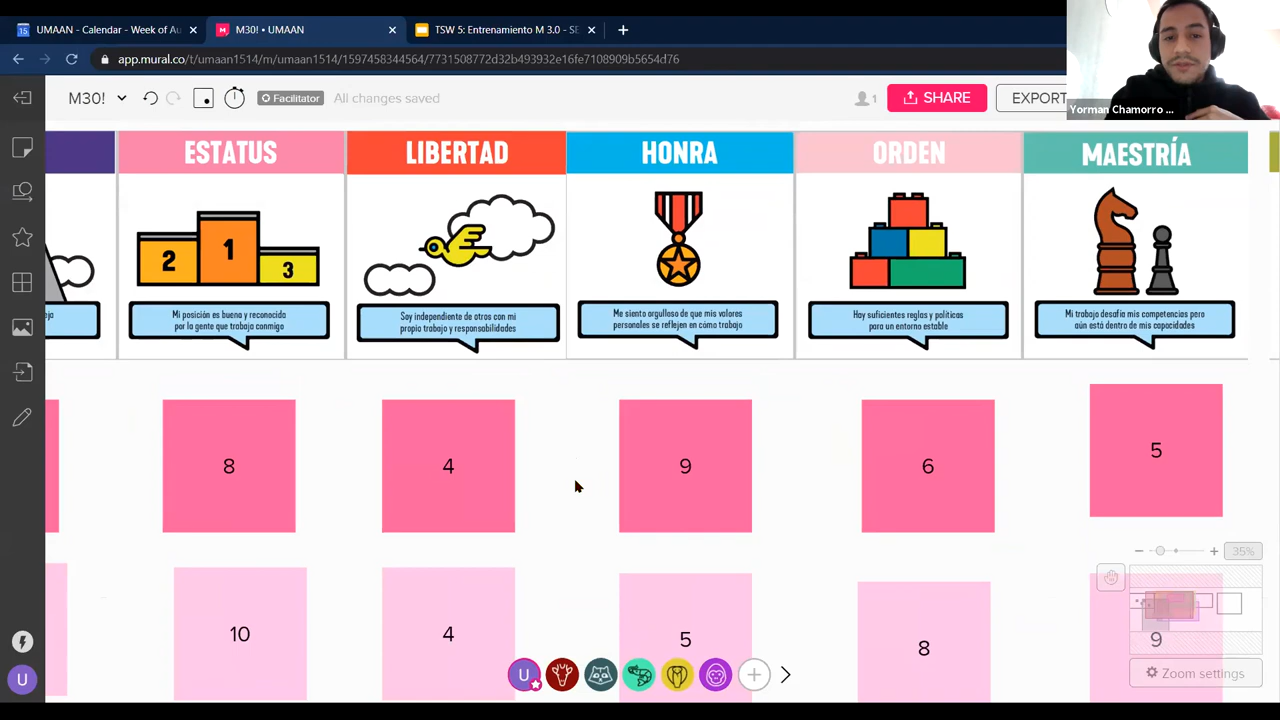 UMAAN - Calendar - Week of Au
M30! • UMAAN
TSW 5: Entrenamiento M 3.0 - SE
app.mural.co/t/umaan1514/m/umaan1514/1597458344564/7731508772d32b493932e16fe7108909b5654d76
M30!
Facilitator
All changes saved
1
SHARE
EXPORT
Yorman Chamorro ...
ESTATUS
LIBERTAD
HONRA
ORDEN
MAESTRÍA
2
1
3
eja
Mi posición es buena y reconocida
por la gente que trabaja conmigo
Soy independiente de otros con mi
propio trabajo y responsabilidades
Me siento orgulloso de que mis valores
personales se reflejen en cómo trabajo
Hay suficientes reglas y políticas
para un entorno estable
Mi trabajo desafía mis competencias pero
aún está dentro de mis capacidades
8
4
9
6
5
35%
10
4
5
8
9
U
U
Zoom settings